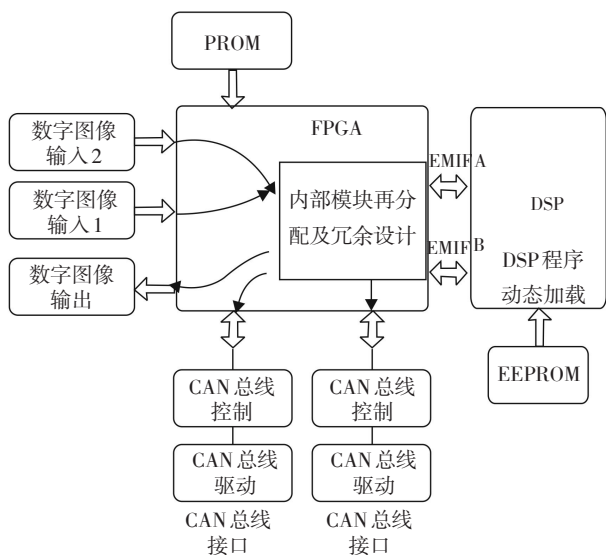 PROM
FPGA
数字图像
输入2
数字图像
输入1
数字图像
输出
内部模块再分
配及冗余设计
EMIFA
EMIFB
DSP
DSP程序
动态加载
EEPROM
CAN总线
控制
CAN总线
控制
CAN总线
驱动
CAN总线
驱动
CAN总线
接口
CAN总线
接口